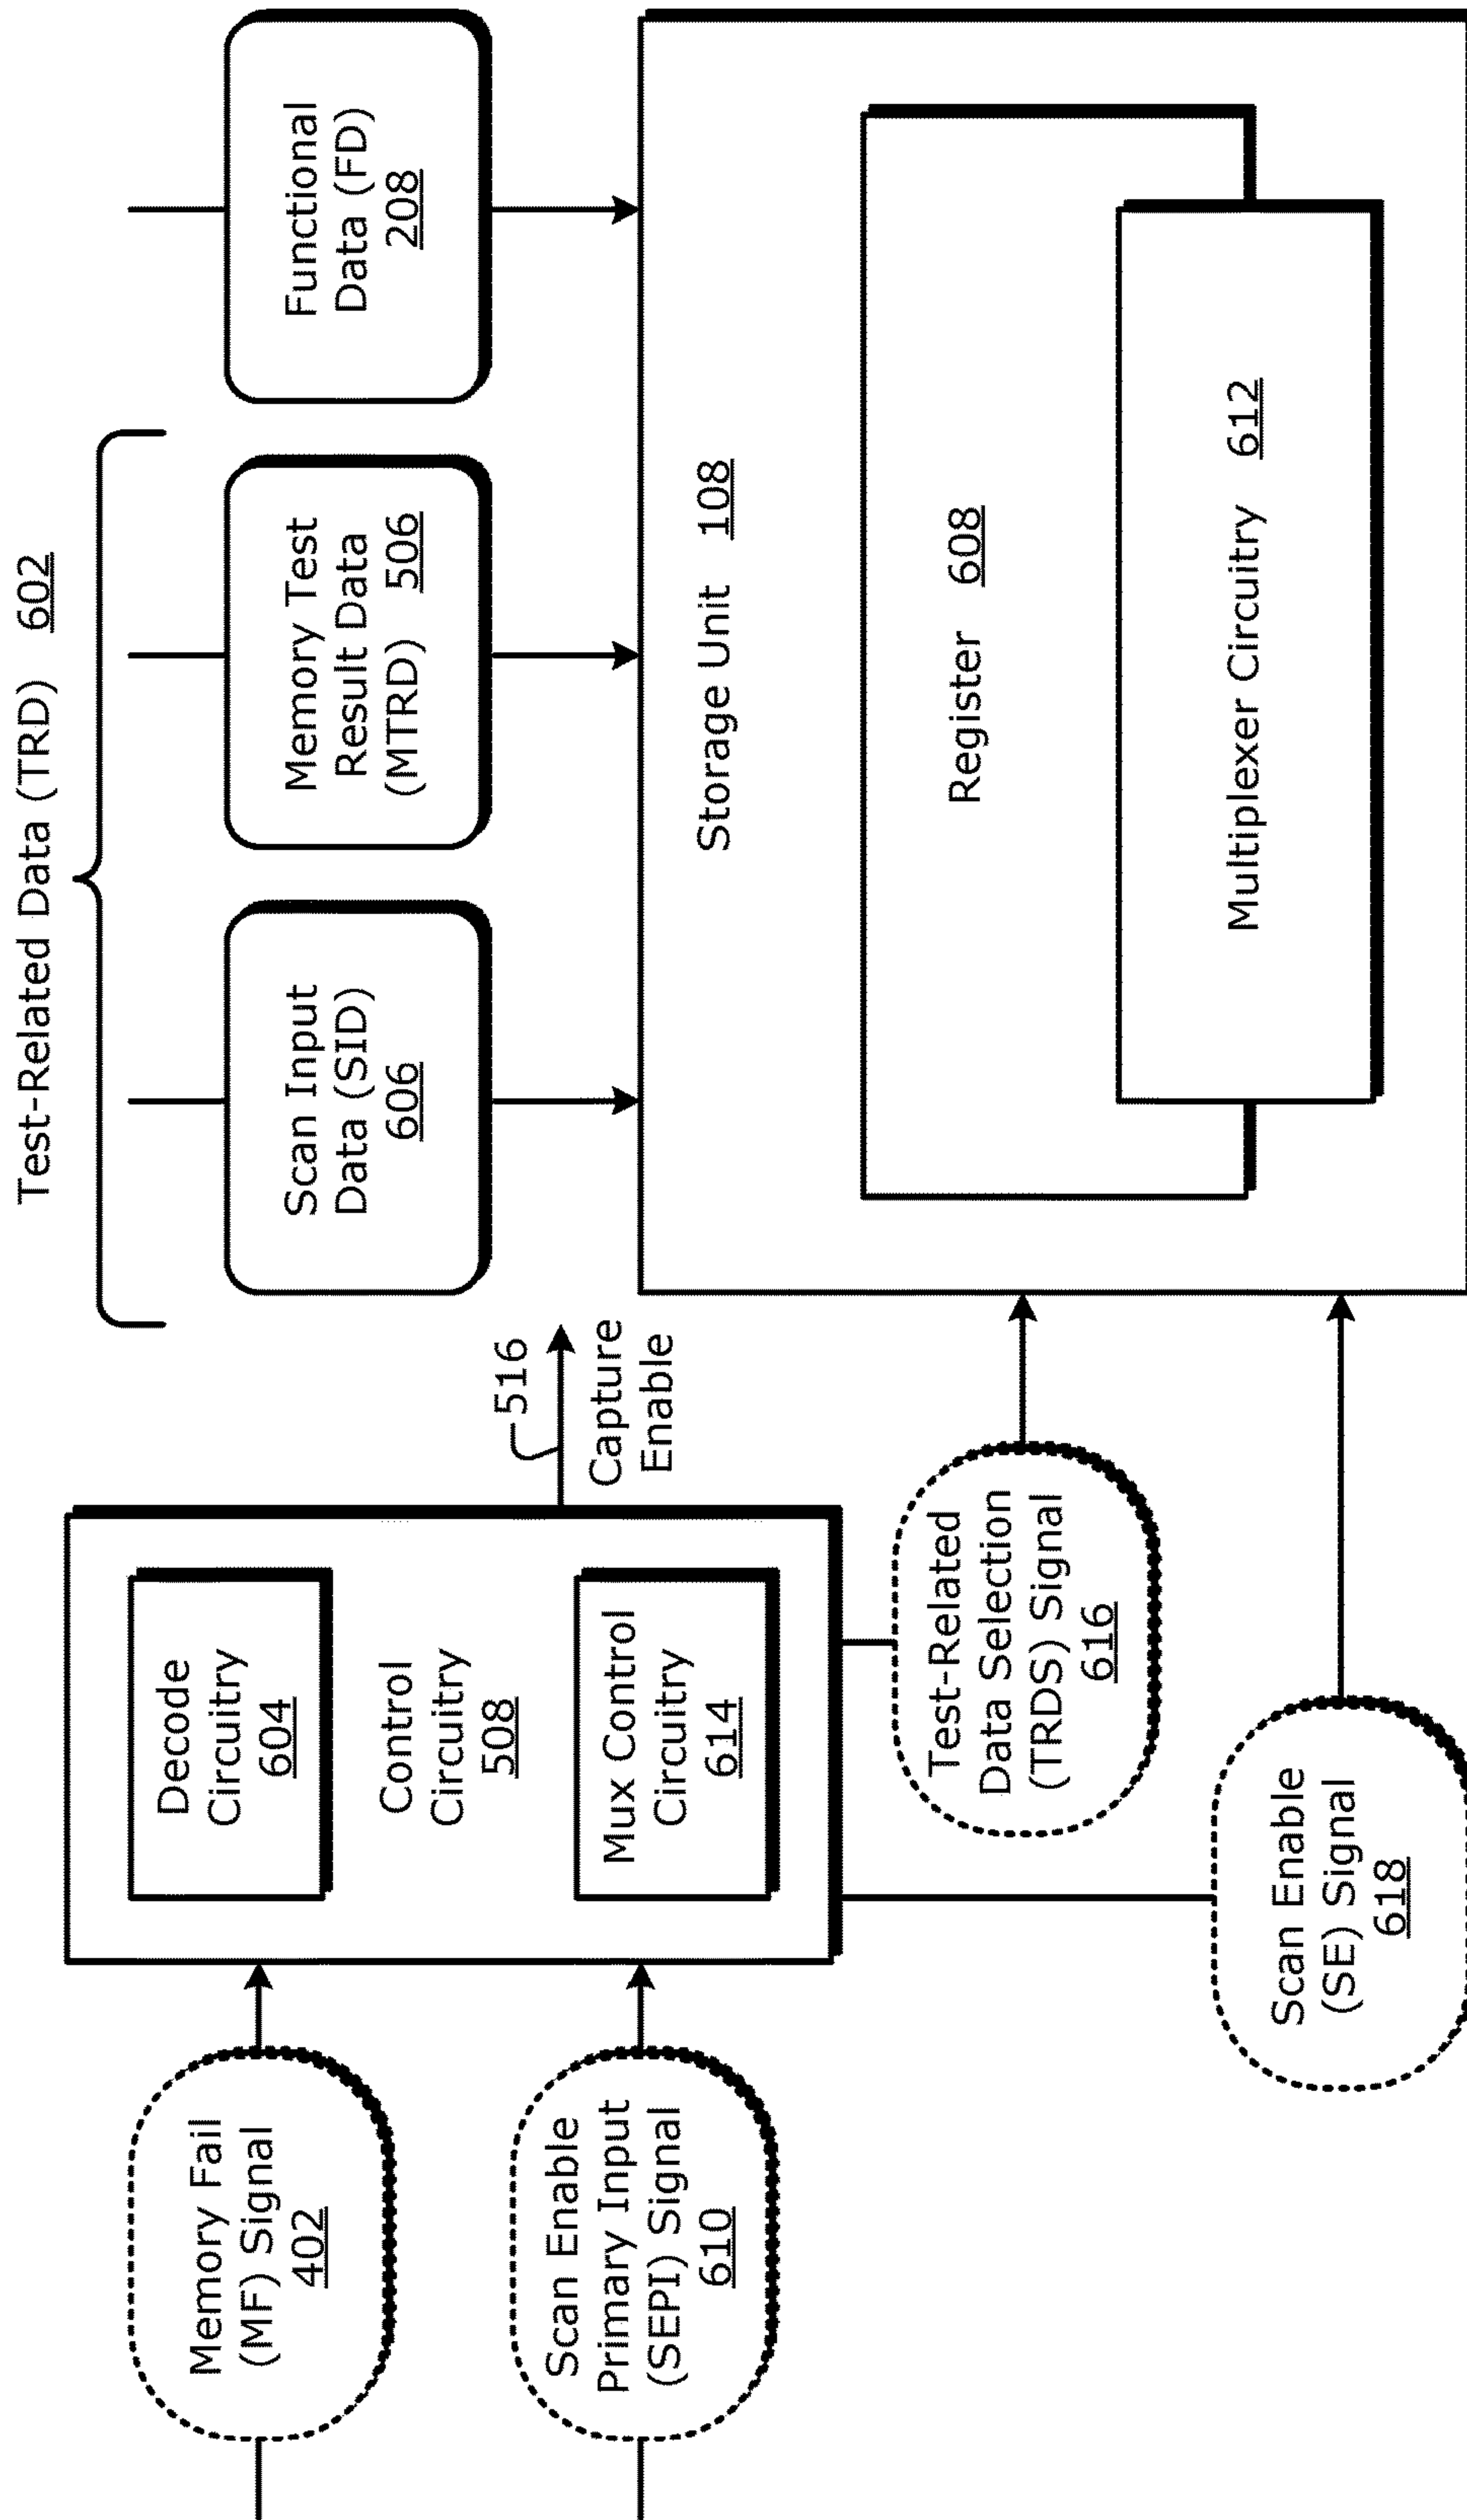 Test-Related Data (TRD) 602
Scan Input
Data (SID)
606
Memory Test
Result Data
(MTRD) 506
Functional
Data (FD)
208
Decode
Circuitry
604
Control
Circuitry
508
Mux Control
Circuitry
614
516
Capture
Enable
Memory Fail
(MF) Signal
402
Scan Enable
Primary Input
(SEPI) Signal
610
Storage Unit 108
Register 608
Multiplexer Circuitry 612
Test-Related
Data Selection
(TRDS) Signal
616
Scan Enable
(SE) Signal
618